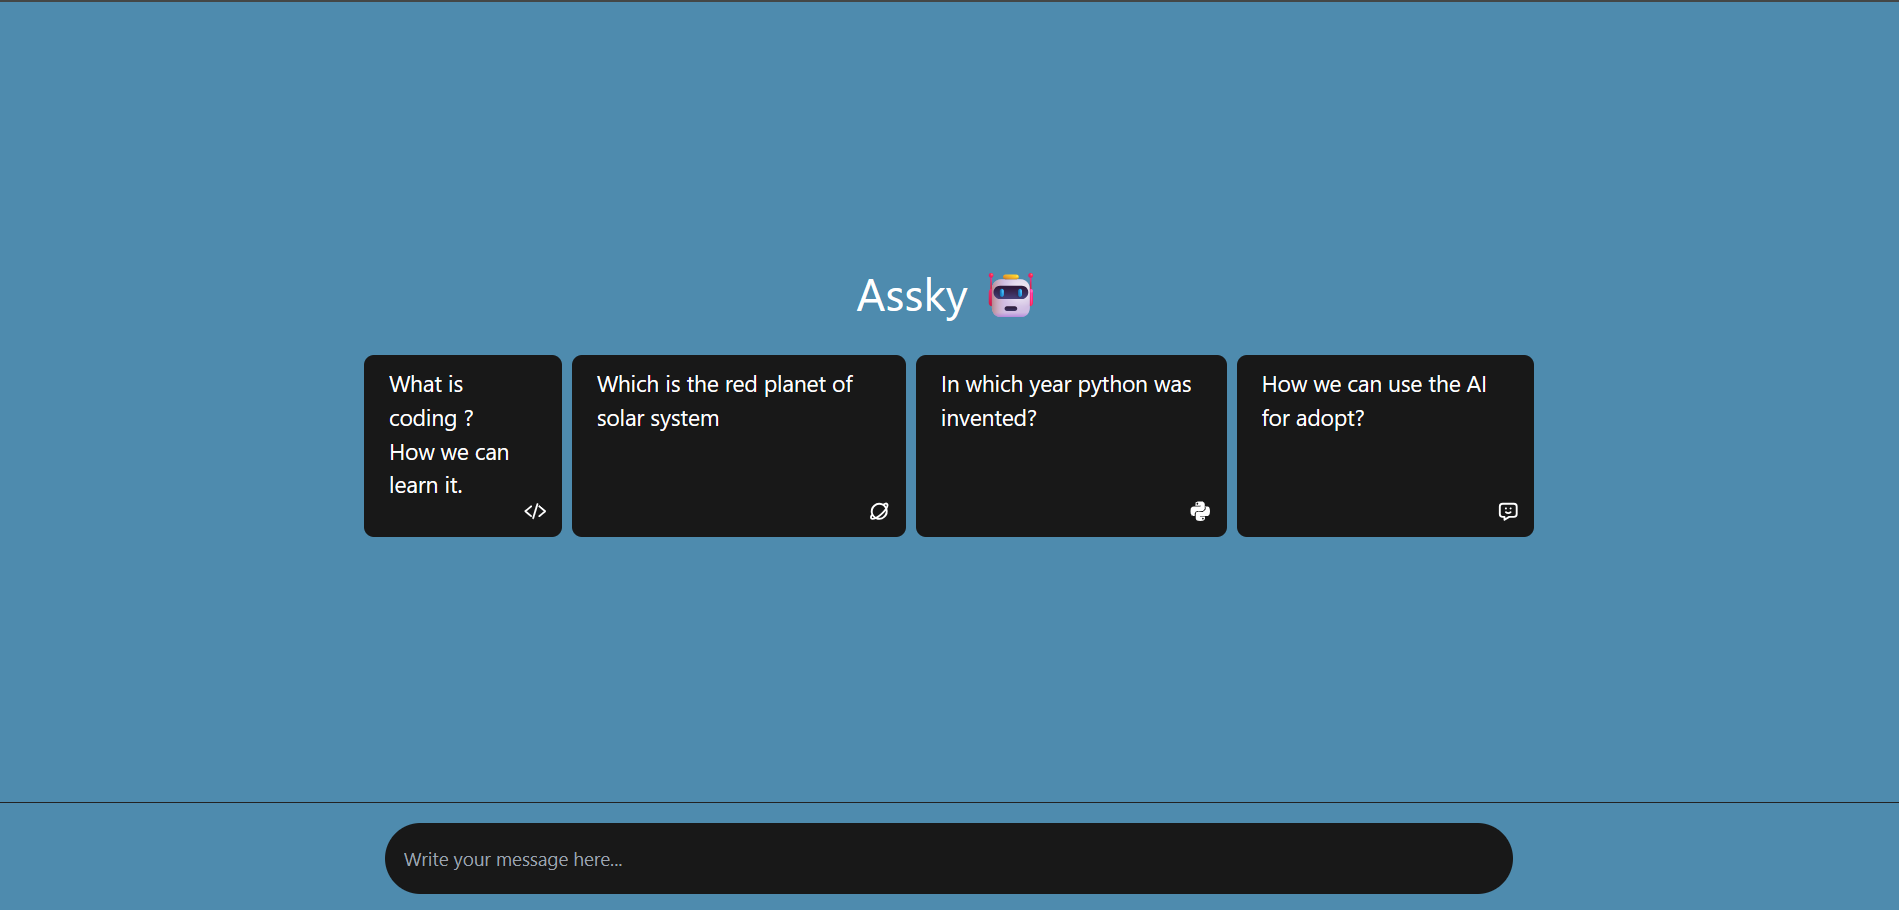 Assky
What is
coding ?
How we can
learn it.
Which is the red planet of
solar system
In which year python was
invented?
How we can use the AI
for adopt?
Write your message here...